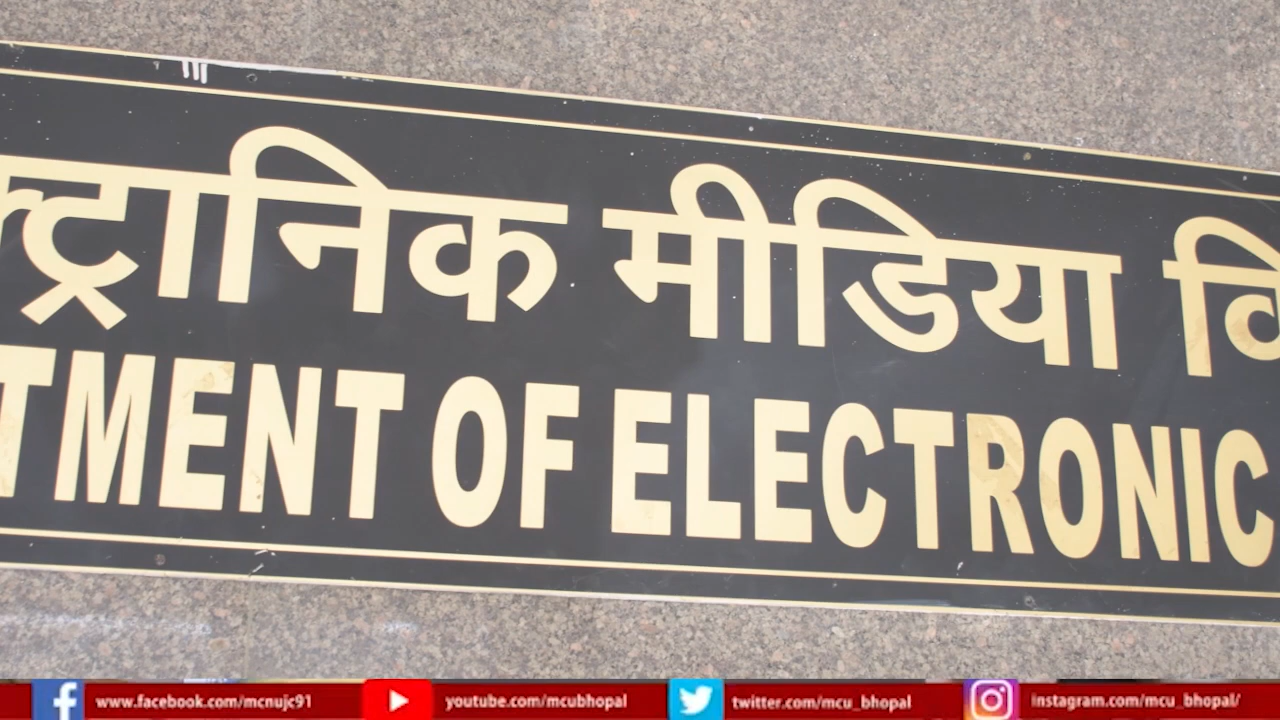 क्ट्रानिक मीडिया वि
TMENT OF ELECTRONIC
www.facebook.com/mcnujc91 youtube.com/mcubhopal twitter.com/mcu_bhopal instagram.com/mcu_bhopal/